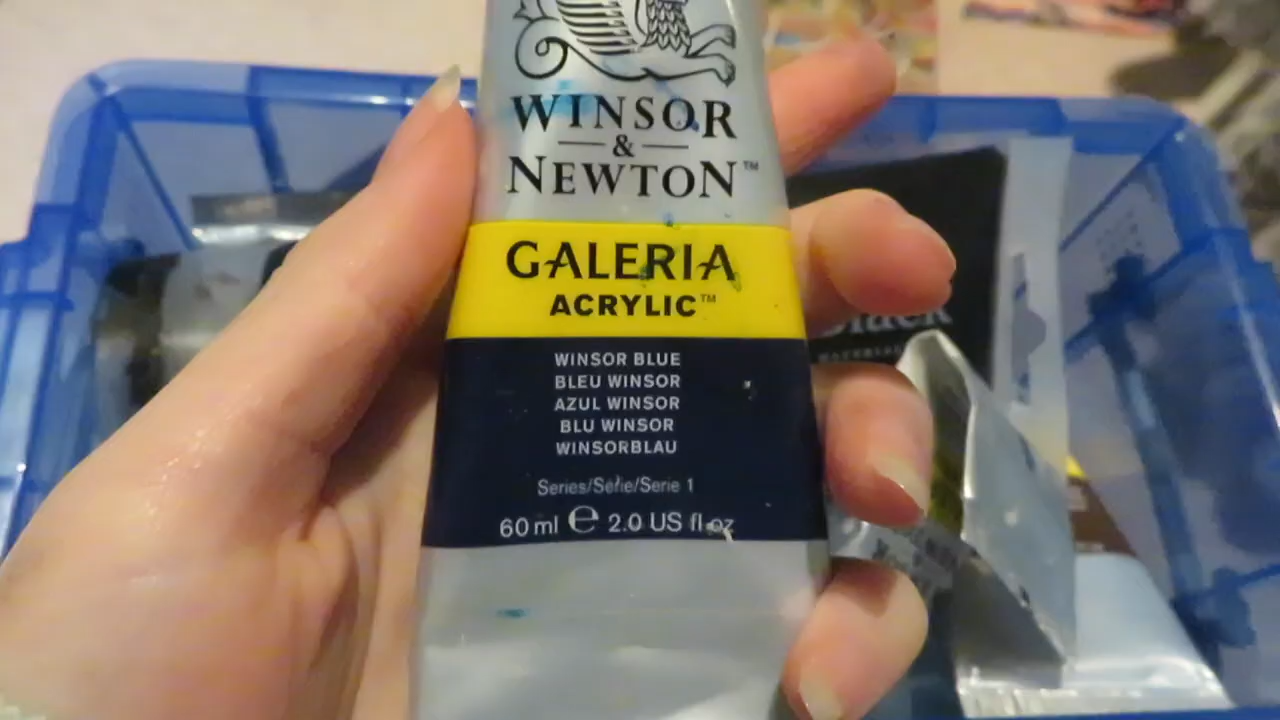 WINSOR
&
NEWTON™
GALERIA
ACRYLIC™
WINSOR BLUE
BLEU WINSOR
AZUL WINSOR
BLU WINSOR
WINSORBLAU
Series/Série/Serie 1
60 ml e 2.0 US fl oz
Black